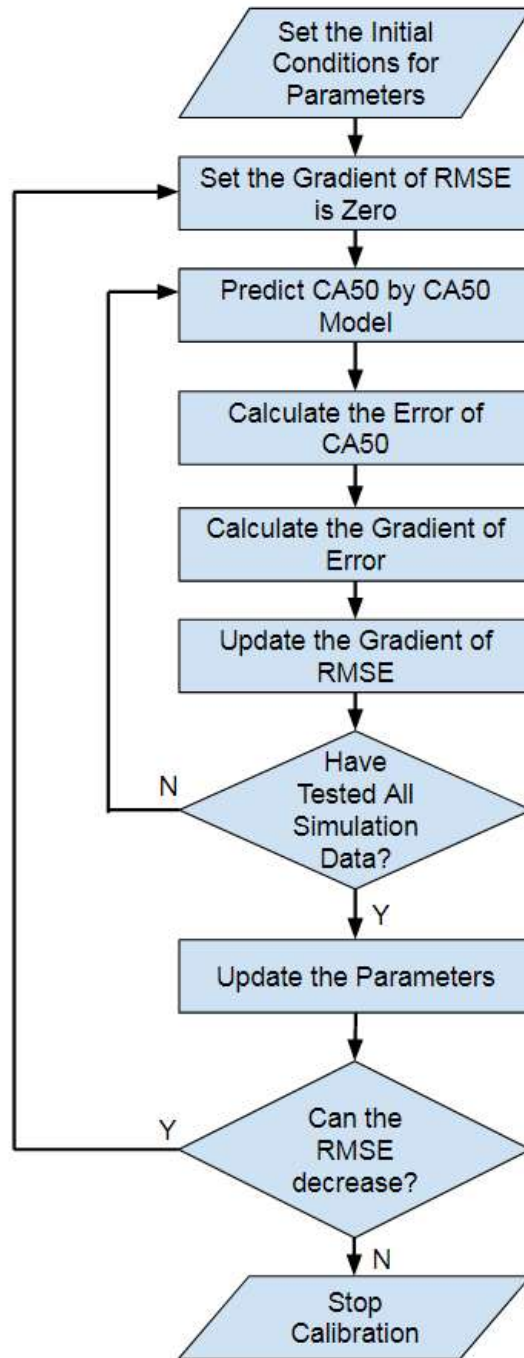 Set the Initial
Conditions for
Parameters
Set the Gradient of RMSE
is Zero
Predict CA50 by CA50
Model
Calculate the Error of
CA50
Calculate the Gradient of
Error
Update the Gradient of
RMSE
Have
Tested All
Simulation
Data?
N
Y
Update the Parameters
Can the
RMSE
decrease?
Y
N
Stop
Calibration